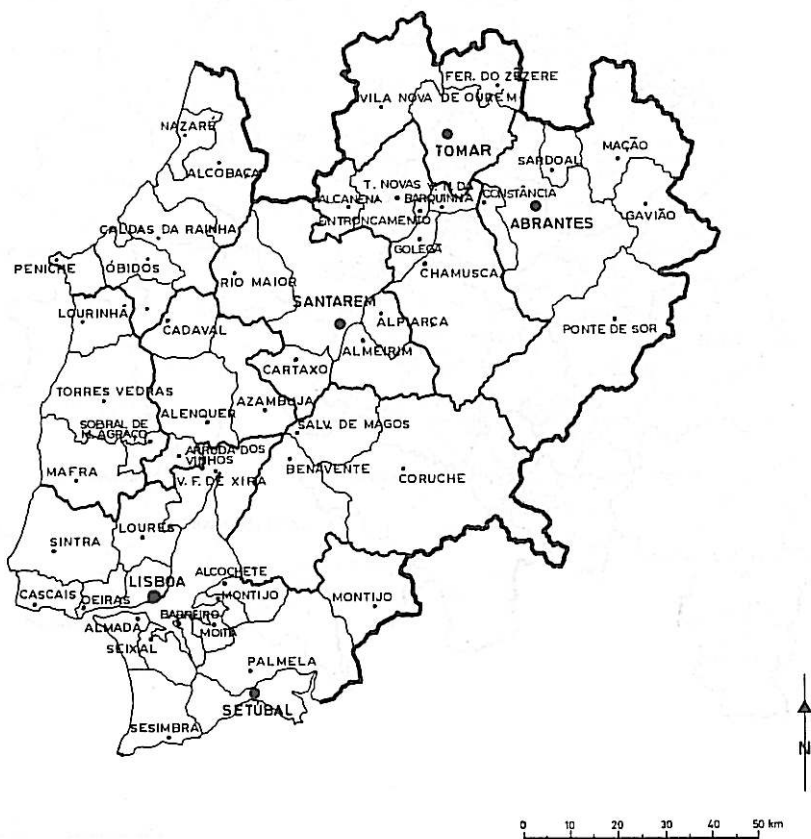 FER. DO ZÊZERE
VILA NOVA DE OURÉM
NAZARÉ
TOMAR
MAÇÃO
SARDOAL
ALCOBAÇA
T. NOVAS
V. N. DA
BARQUINHA
CONSTÂNCIA
ALCANENA
ENTRONCAMENTO
ABRANTES
GAVIÃO
CALDAS DA RAINHA
GOLEGÃ
PENICHE
ÓBIDOS
RIO MAIOR
CHAMUSCA
SANTAREM
LOURINHÃ
CADAVAL
ALPIARÇA
PONTE DE SOR
ALMEIRIM
CARTAXO
TORRES VEDRAS
AZAMBUJA
ALENQUER
SOBRAL DE
M. AGRAÇO
SALV. DE MAGOS
ARRUDA DOS
VINHOS
MAFRA
BENAVENTE
CORUCHE
V. F. DE XIRA
LOURES
SINTRA
LISBOA
ALCOCHETE
CASCAIS
OEIRAS
MONTIJO
MONTIJO
BARREIRO
ALMADA
MOITA
SEIXAL
PALMELA
SETÚBAL
SESIMBRA
N
0 10 20 30 40 50 km